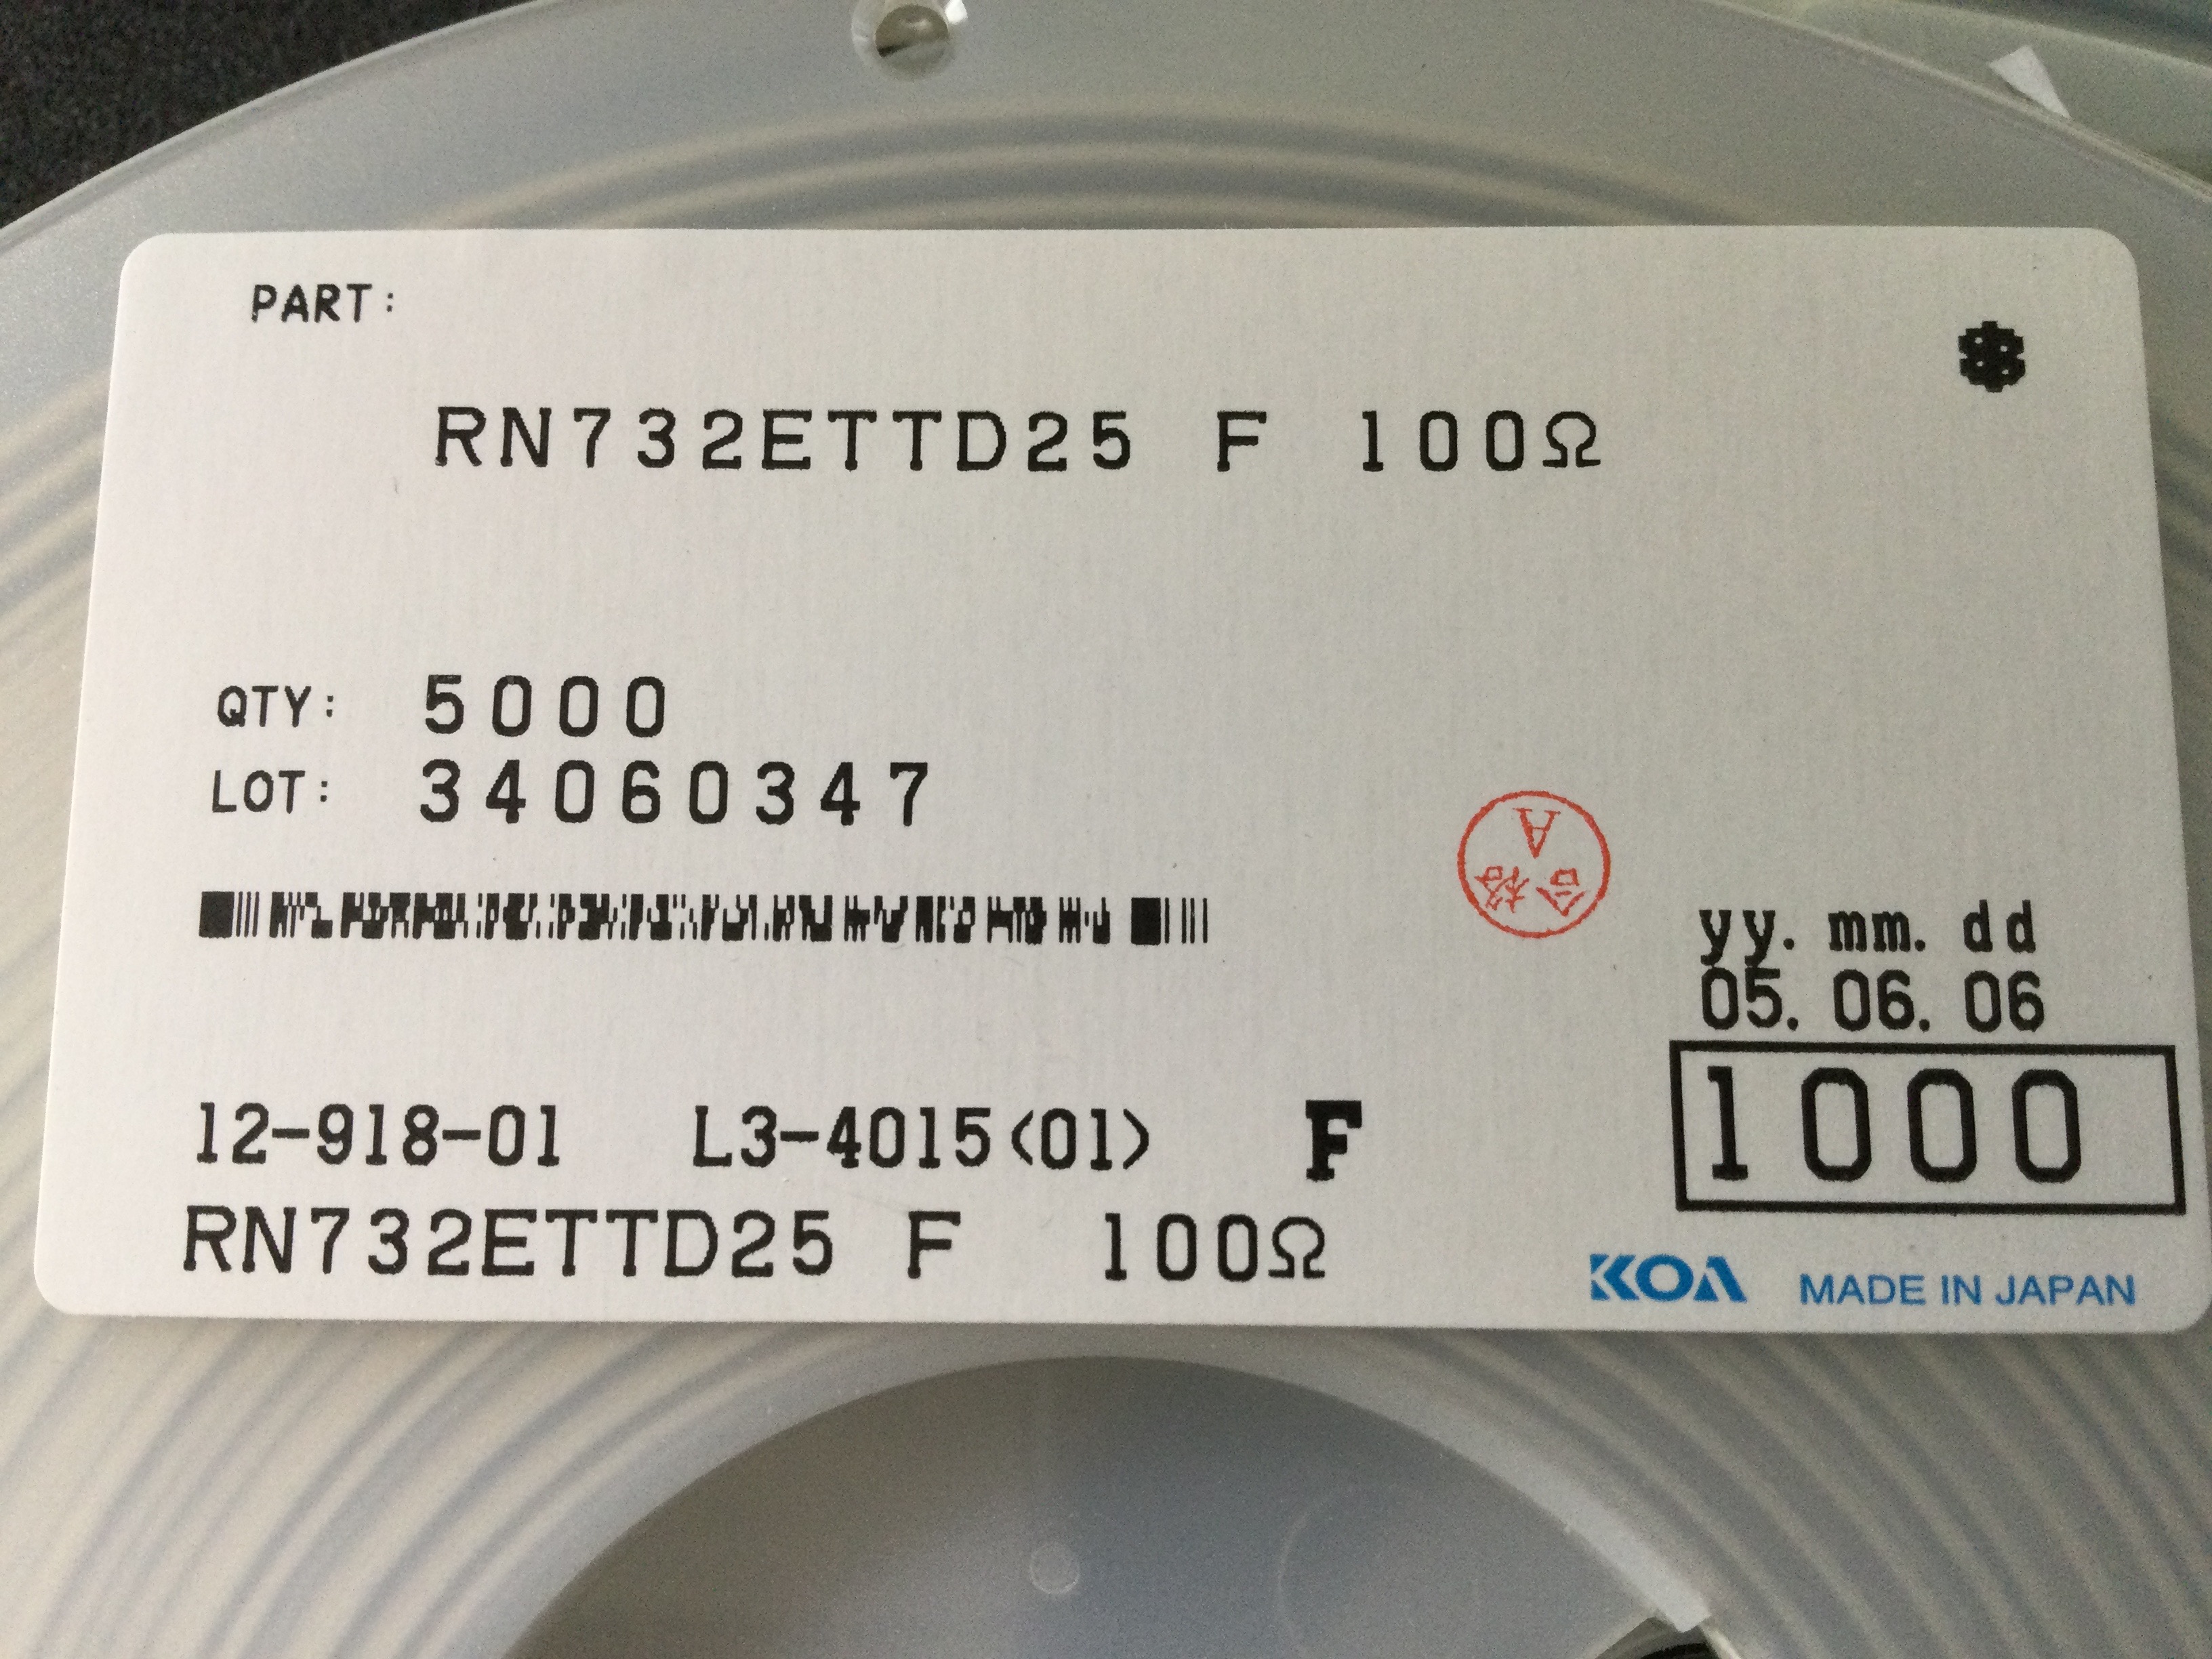 PART:
RN732ETTD25 F 100Ω
QTY: 5000
LOT: 34060347
A
合格
yy. mm. dd
05. 06. 06
1000
12-918-01 L3-4015<01> F
RN732ETTD25 F 100Ω
KOA MADE IN JAPAN